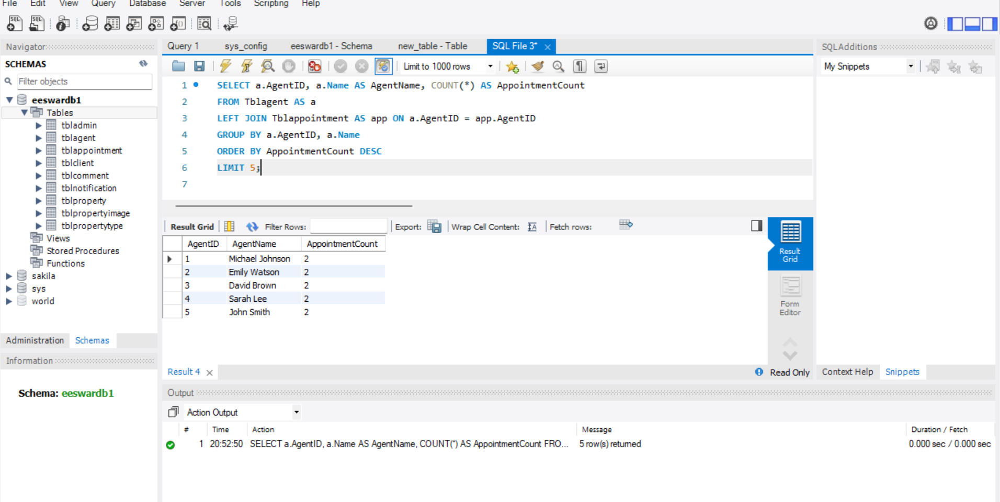 File Edit View Query Database Server Tools Scripting Help
SQL SQL
Navigator
SCHEMAS
Filter objects
eeswardb1
Tables
tbladmin
tblagent
tblappointment
tblclient
tblcomment
tblnotification
tblproperty
tblpropertyimage
tblpropertytype
Views
Stored Procedures
Functions
sakila
sys
world
Administration Schemas
Information
Schema: eeswardb1
Query 1 sys_config eeswardb1 - Schema new_table - Table SQL File 3*
Limit to 1000 rows
1 SELECT a.AgentID, a.Name AS AgentName, COUNT(*) AS AppointmentCount
2 FROM Tblagent AS a
3 LEFT JOIN Tblappointment AS app ON a.AgentID = app.AgentID
4 GROUP BY a.AgentID, a.Name
5 ORDER BY AppointmentCount DESC
6 LIMIT 5;
7
Result Grid Filter Rows: Export: Wrap Cell Content: Fetch rows:
AgentID AgentName AppointmentCount
1 Michael Johnson 2
2 Emily Watson 2
3 David Brown 2
4 Sarah Lee 2
5 John Smith 2
Result
Grid
Form
Editor
Result 4
Read Only
SQLAdditions
My Snippets
Context Help Snippets
Output
Action Output
# Time Action Message Duration / Fetch
1 20:52:50 SELECT a.AgentID, a.Name AS AgentName, COUNT(*) AS AppointmentCount FRO... 5 row(s) returned 0.000 sec / 0.000 sec